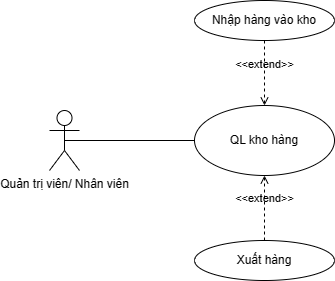 Nhập hàng vào kho
<<extend>>
QL kho hàng
Quản trị viên/ Nhân viên
<<extend>>
Xuất hàng